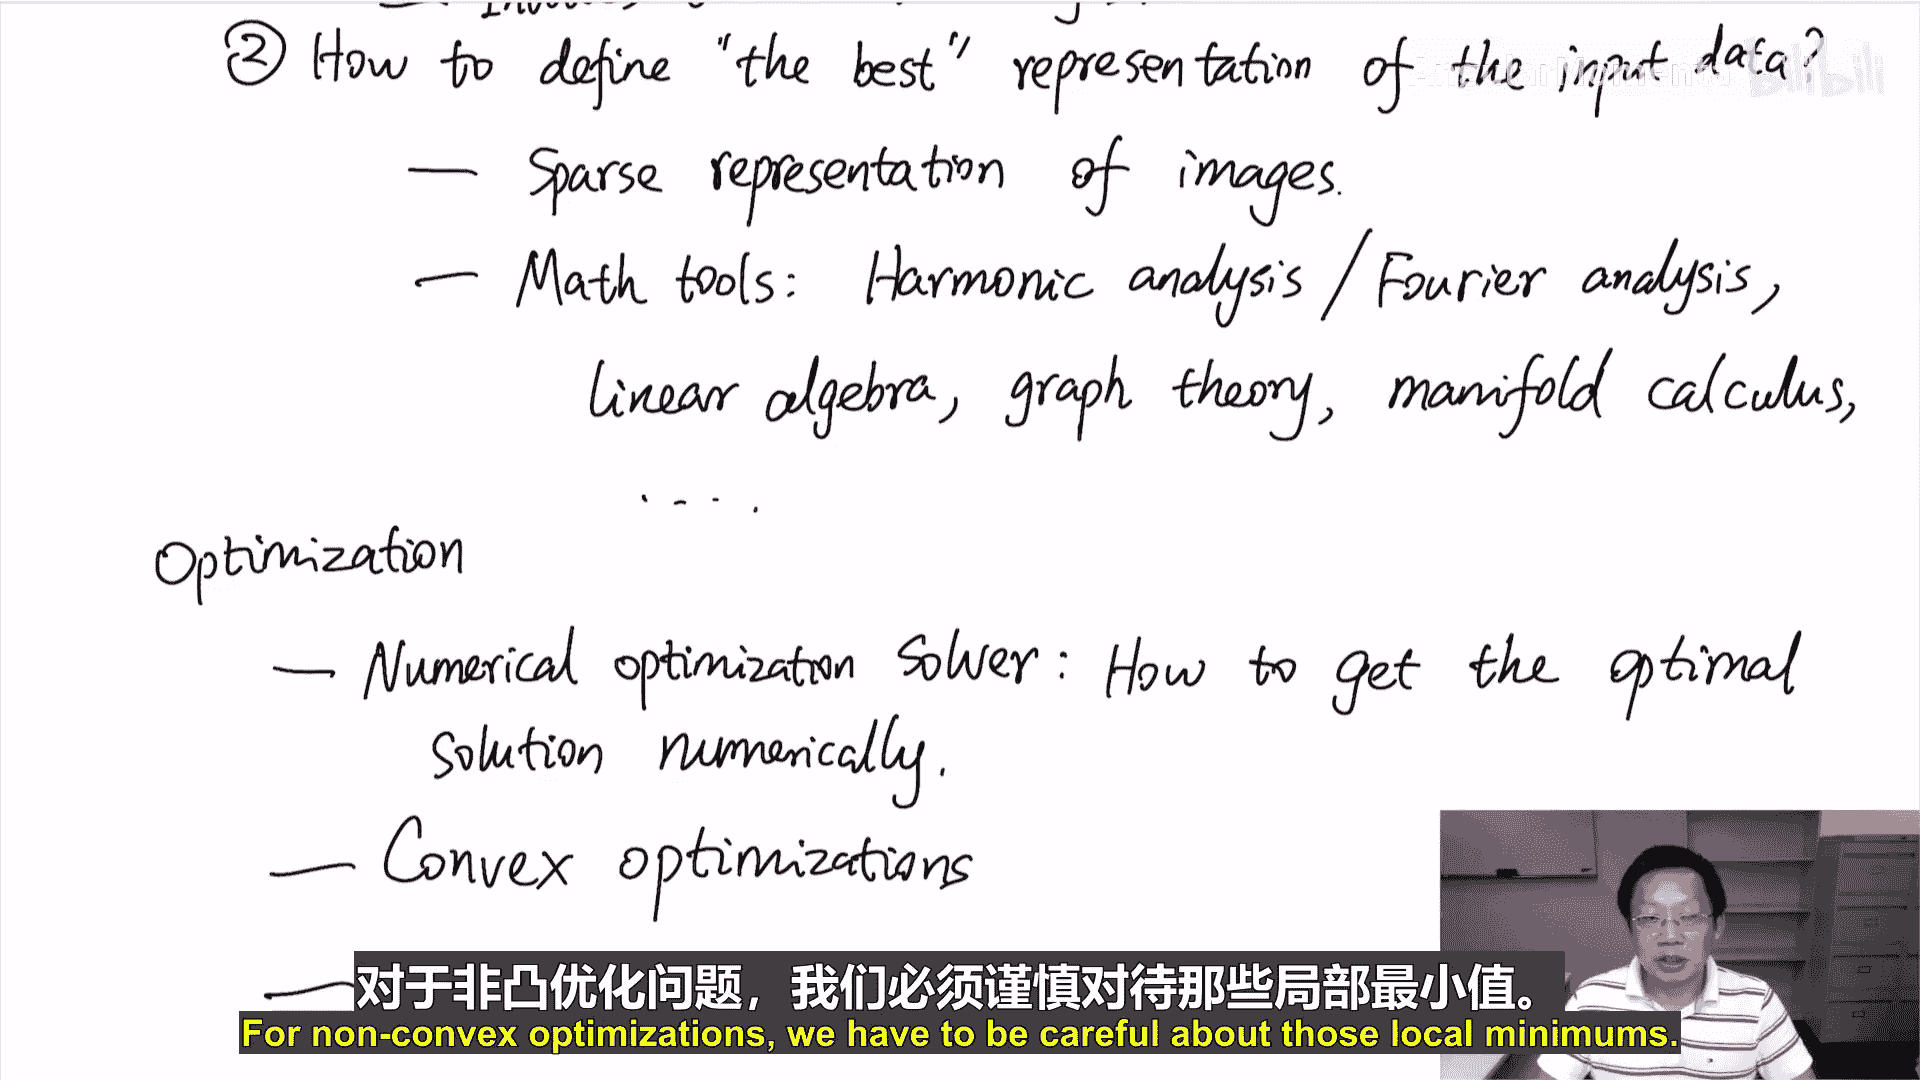 ② How to define "the best" representation of the input data?
— Sparse representation of images.
— Math tools: Harmonic analysis / Fourier analysis,
linear algebra, graph theory, manifold calculus,
....
Optimization
— Numerical optimization solver: How to get the optimal
solution numerically.
— Convex optimizations
—
对于非凸优化问题，我们必须谨慎对待那些局部最小值。
For non-convex optimizations, we have to be careful about those local minimums.
bilibili